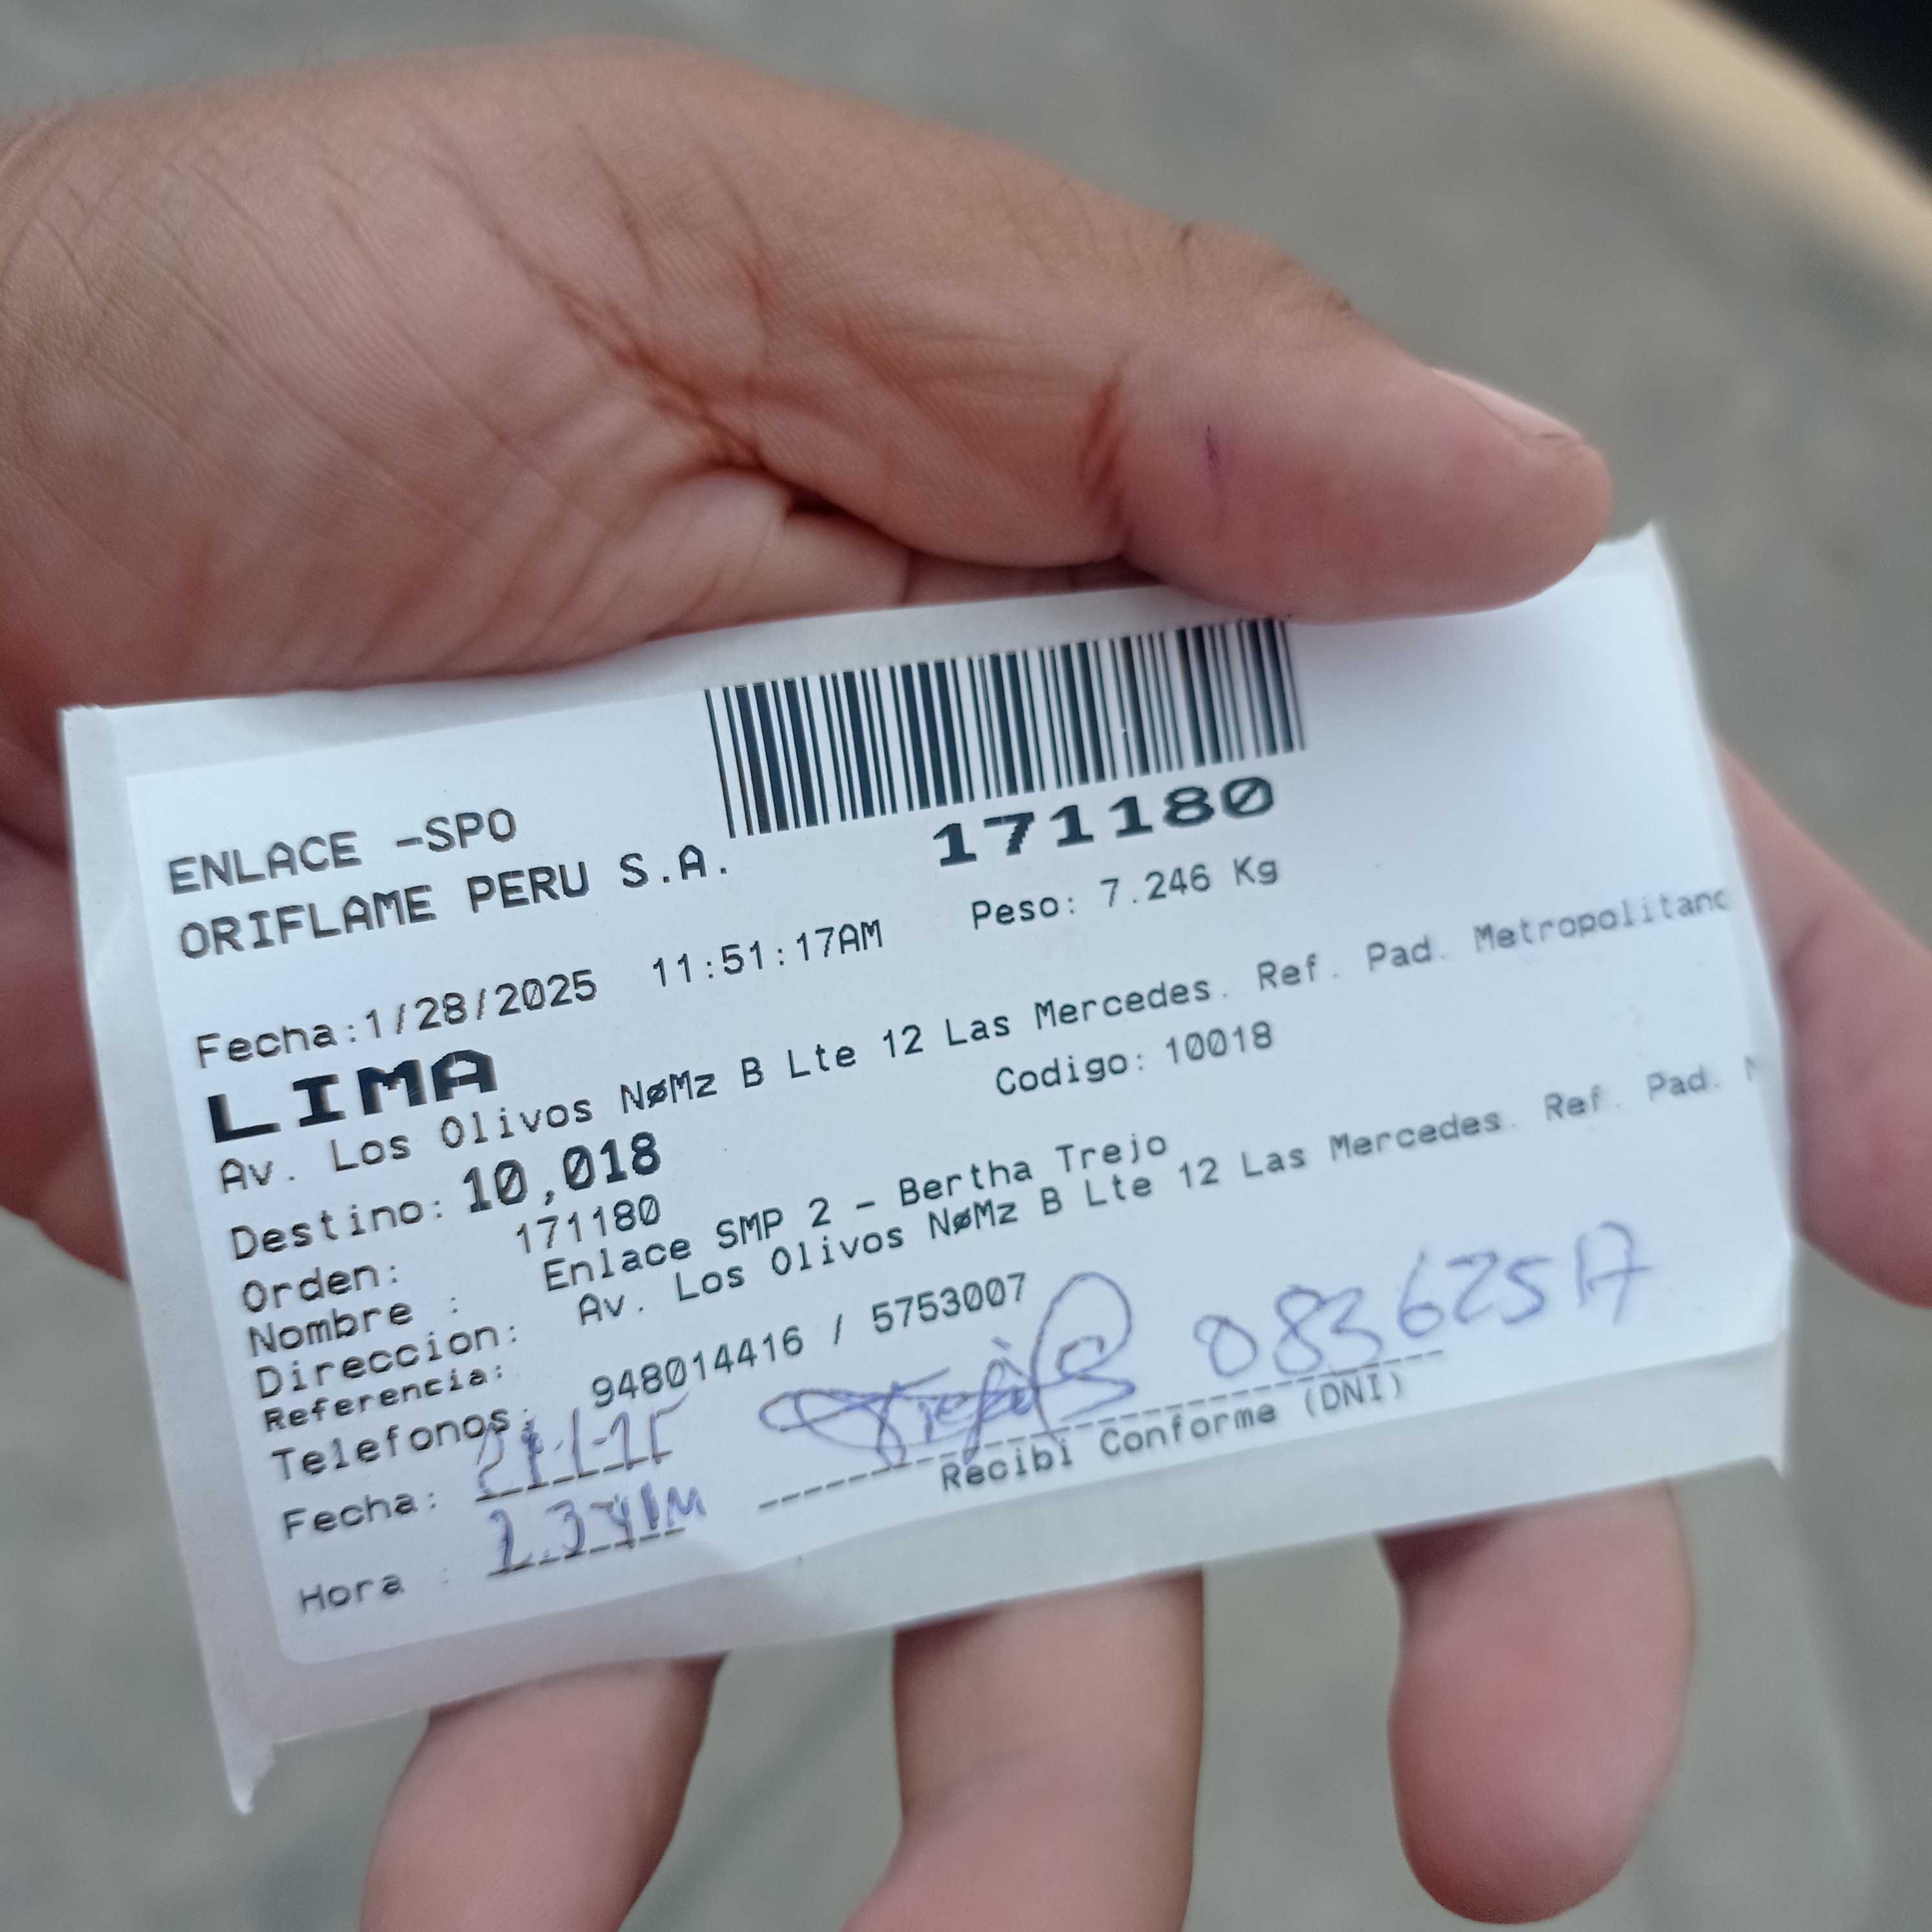 ENLACE -SPO
ORIFLAME PERU S.A.
171180
Fecha:1/28/2025 11:51:17AM Peso: 7.246 Kg
LIMA
Av. Los Olivos NøMz B Lte 12 Las Mercedes. Ref. Pad. Metropolitano
Destino: 10,018 Codigo: 10018
Orden: 171180
Nombre : Enlace SMP 2 - Bertha Trejo
Direccion: Av. Los Olivos NøMz B Lte 12 Las Mercedes. Ref. Pad.
Referencia:
Telefonos: 948014416 / 5753007
Fecha:
08362517
Hora :
Recibi Conforme (DNI)